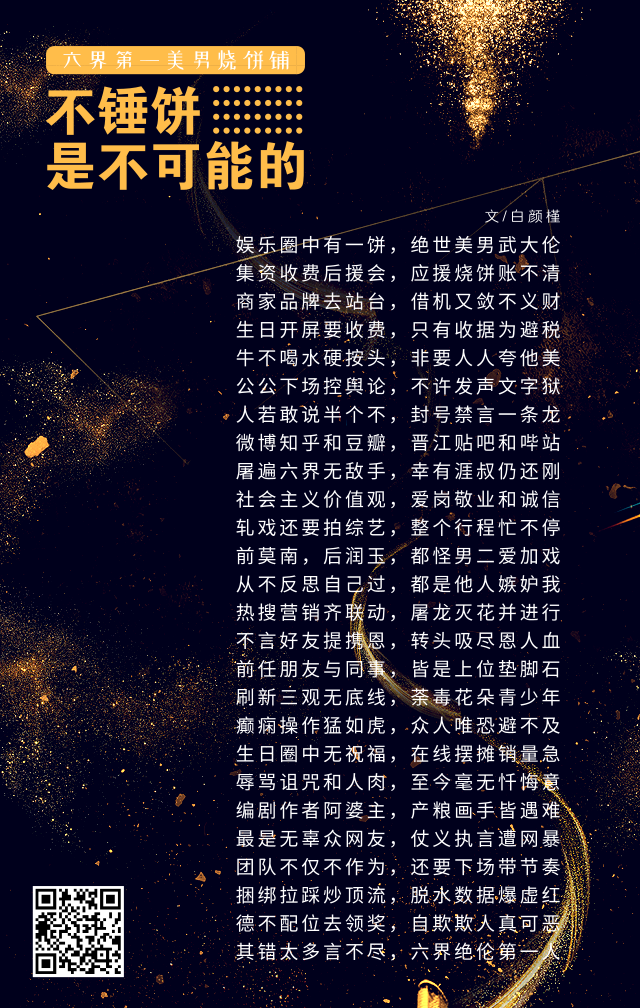 六界第一美男烧饼铺
不锤饼
是不可能的
文/白颜槿
娱乐圈中有一饼，绝世美男武大伦
集资收费后援会，应援烧饼账不清
商家品牌去站台，借机又敛不义财
生日开屏要收费，只有收据为避税
牛不喝水硬按头，非要人人夸他美
公公下场控舆论，不许发声文字狱
人若敢说半个不，封号禁言一条龙
微博知乎和豆瓣，晋江贴吧和哔站
屠遍六界无敌手，幸有涯叔仍还刚
社会主义价值观，爱岗敬业和诚信
轧戏还要拍综艺，整个行程忙不停
前莫南，后润玉，都怪男二爱加戏
从不反思自己过，都是他人嫉妒我
热搜营销齐联动，屠龙灭花并进行
不言好友提携恩，转头吸尽恩人血
前任朋友与同事，皆是上位垫脚石
刷新三观无底线，荼毒花朵青少年
癫痫操作猛如虎，众人唯恐避不及
生日圈中无祝福，在线摆摊销量急
辱骂诅咒和人肉，至今毫无忏悔意
编剧作者阿婆主，产粮画手皆遇难
最是无辜众网友，仗义执言遭网暴
团队不仅不作为，还要下场带节奏
捆绑拉踩炒顶流，脱水数据爆虚红
德不配位去领奖，自欺欺人真可恶
其错太多言不尽，六界绝伦第一人